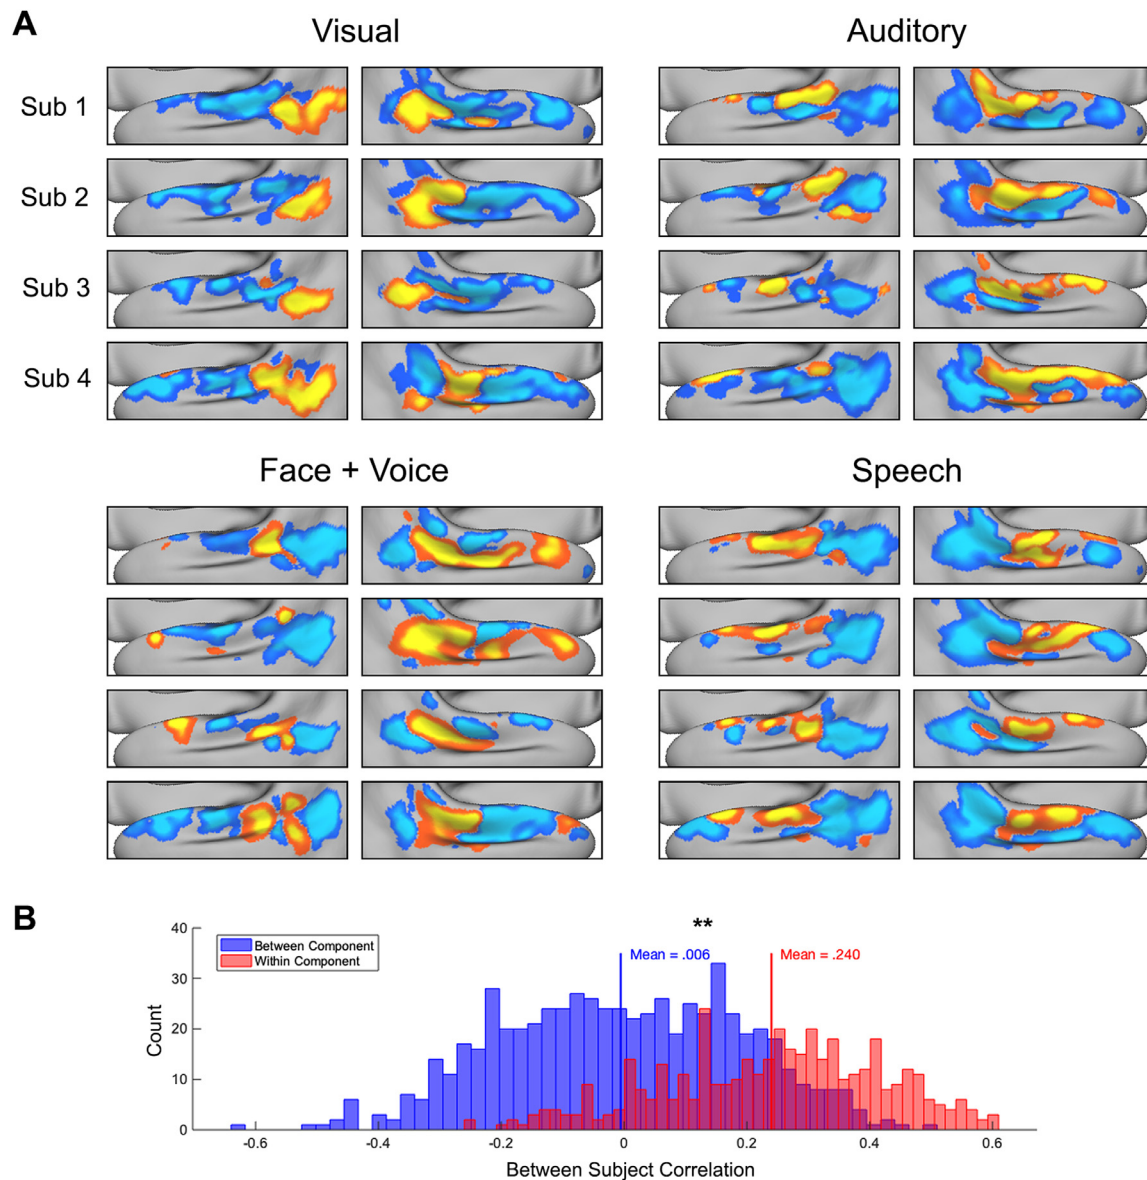 A
Visual
Auditory
Sub 1
Sub 2
Sub 3
Sub 4
Face + Voice
Speech
B
**
40
30
20
10
0
Count
Between Component
Within Component
Mean = .006
Mean = .240
-0.6
-0.4
-0.2
0
0.2
0.4
0.6
Between Subject Correlation